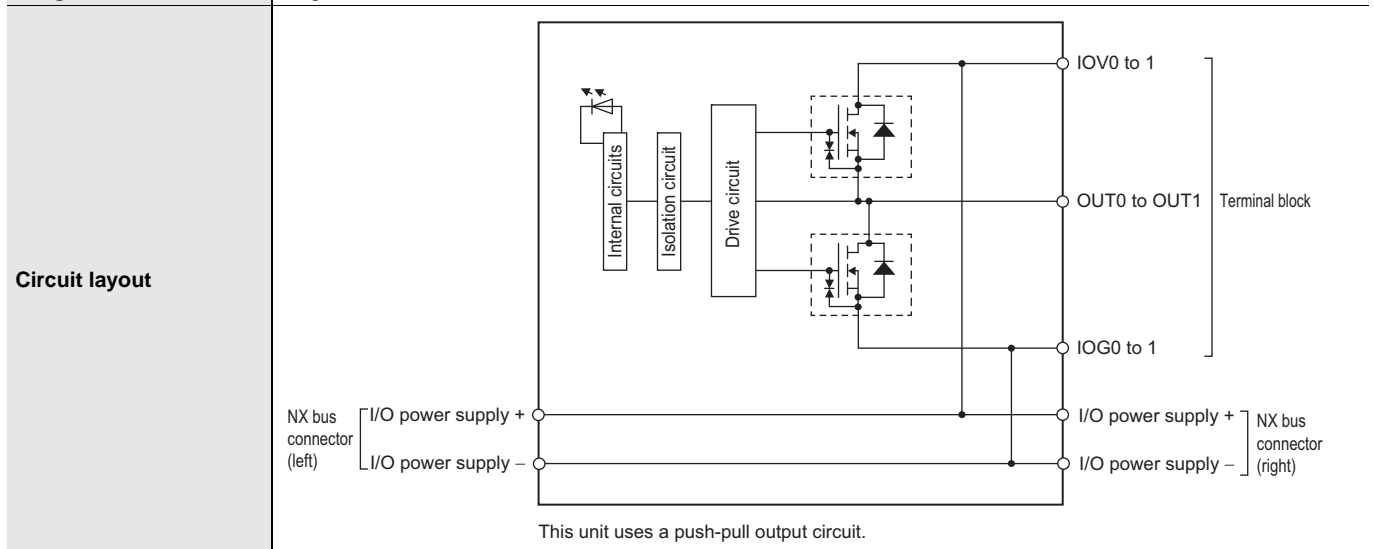 Circuit layout
Internal circuits
Isolation circuit
Drive circuit
IOV0 to 1
OUT0 to OUT1
IOG0 to 1
Terminal block
NX bus
connector
(left)
I/O power supply +
I/O power supply −
I/O power supply +
I/O power supply −
NX bus
connector
(right)
This unit uses a push-pull output circuit.